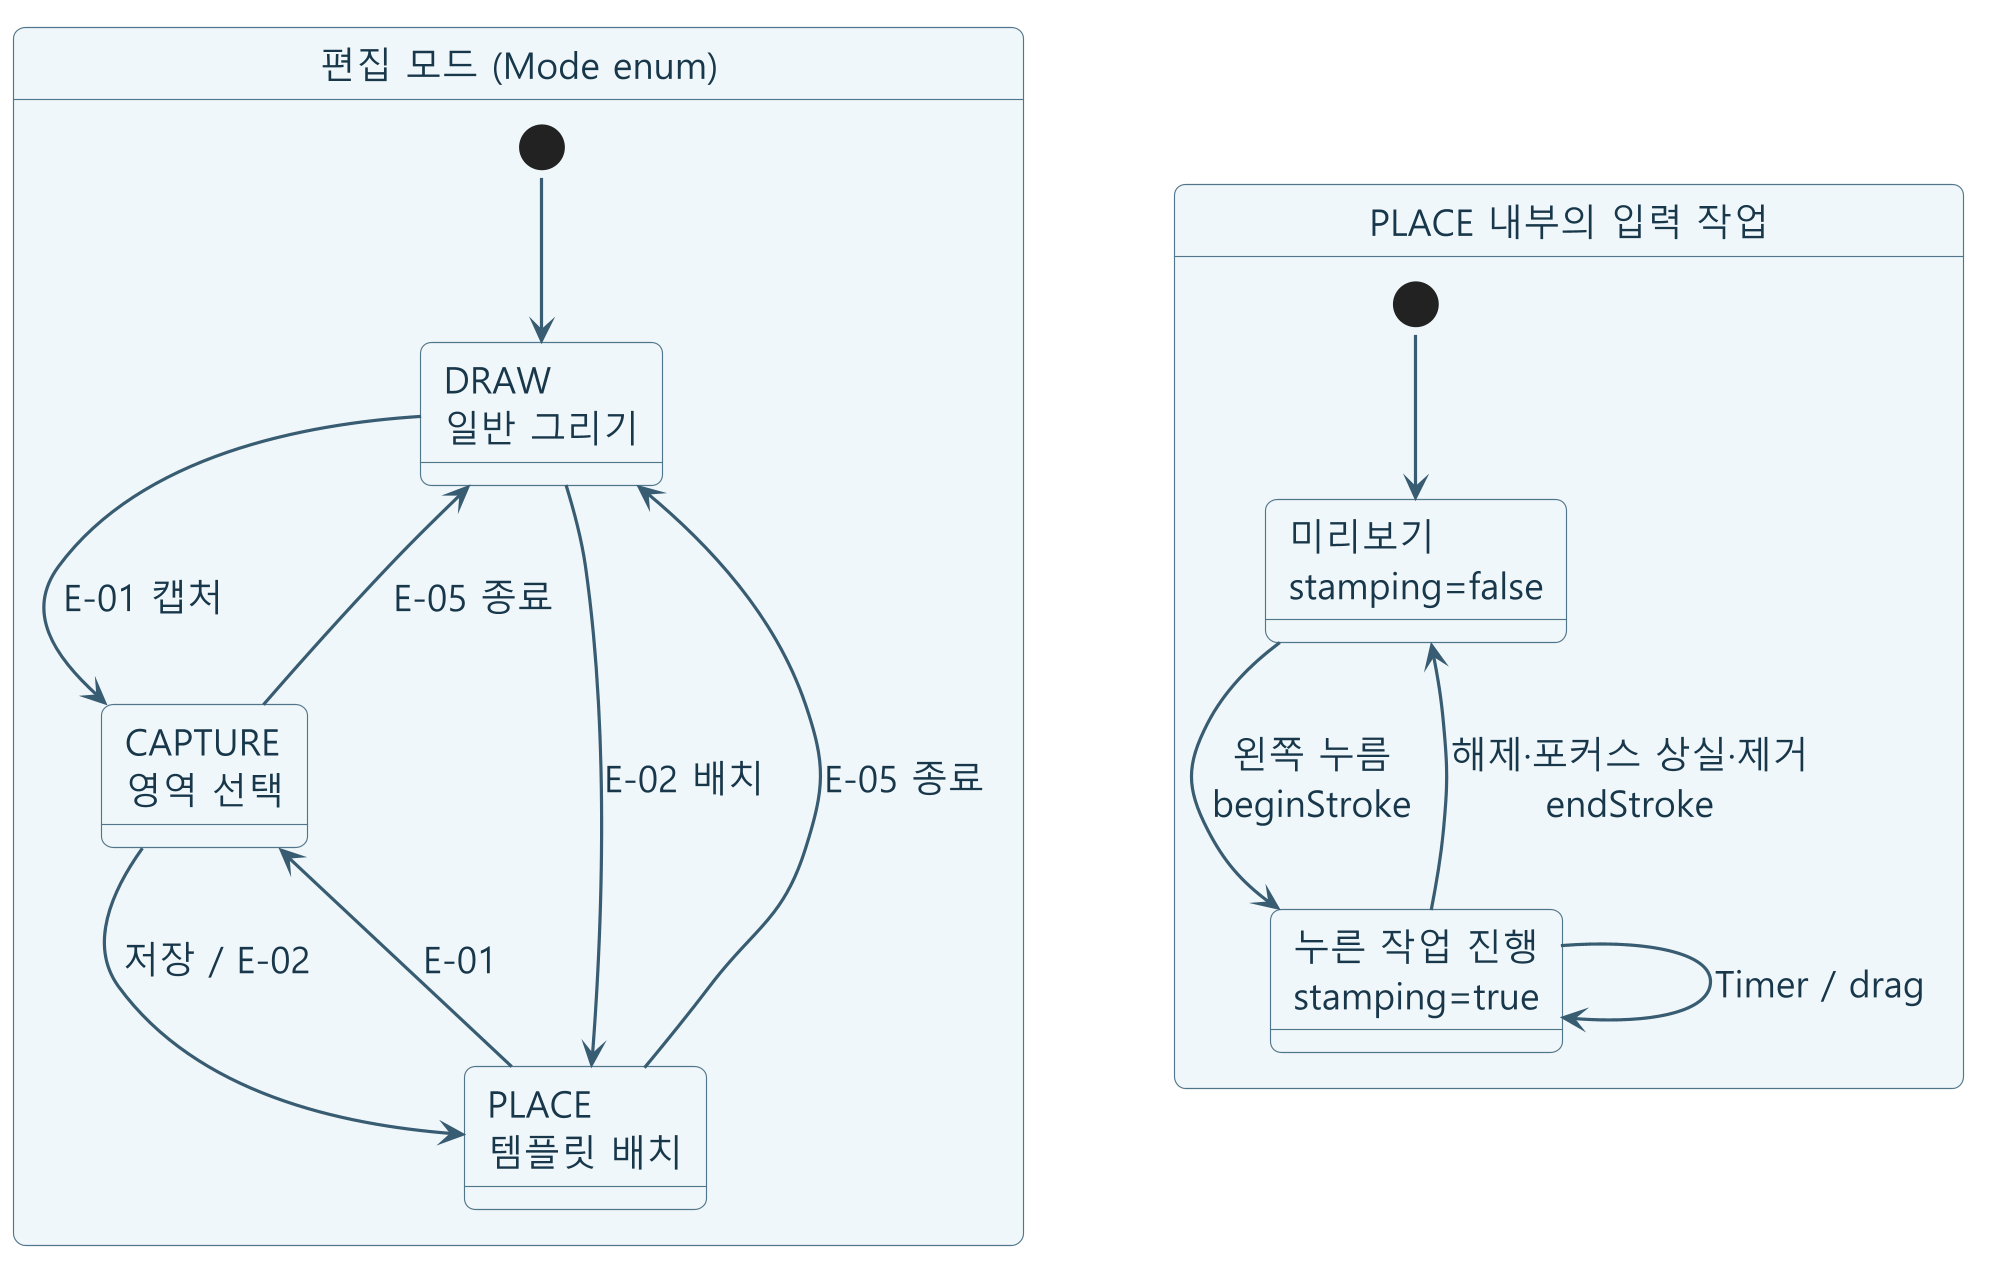 편집 모드 (Mode enum)
DRAW
일반 그리기
E-01 캡처
E-05 종료
CAPTURE
영역 선택
E-02 배치
E-05 종료
저장 / E-02
E-01
PLACE
템플릿 배치
PLACE 내부의 입력 작업
미리보기
stamping=false
왼쪽 누름
beginStroke
해제·포커스 상실·제거
endStroke
누른 작업 진행
stamping=true
Timer / drag